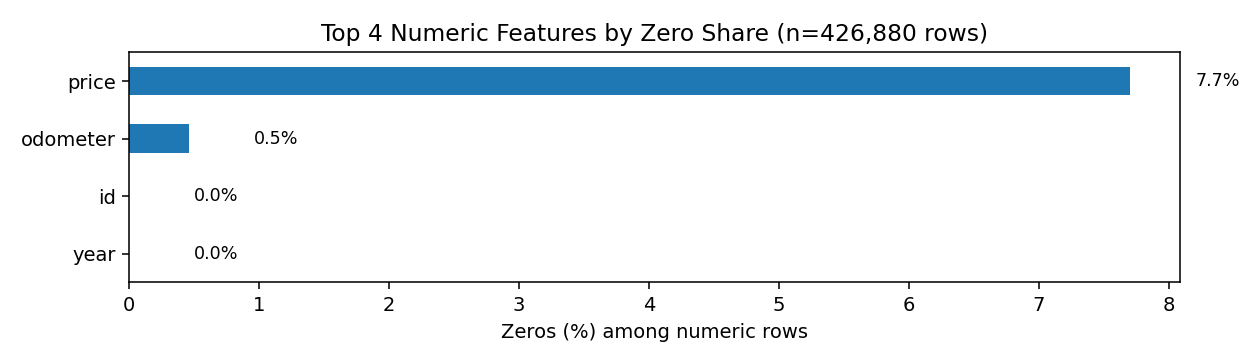 Top 4 Numeric Features by Zero Share (n=426,880 rows)
price 7.7%
odometer 0.5%
id 0.0%
year 0.0%
0 1 2 3 4 5 6 7 8
Zeros (%) among numeric rows